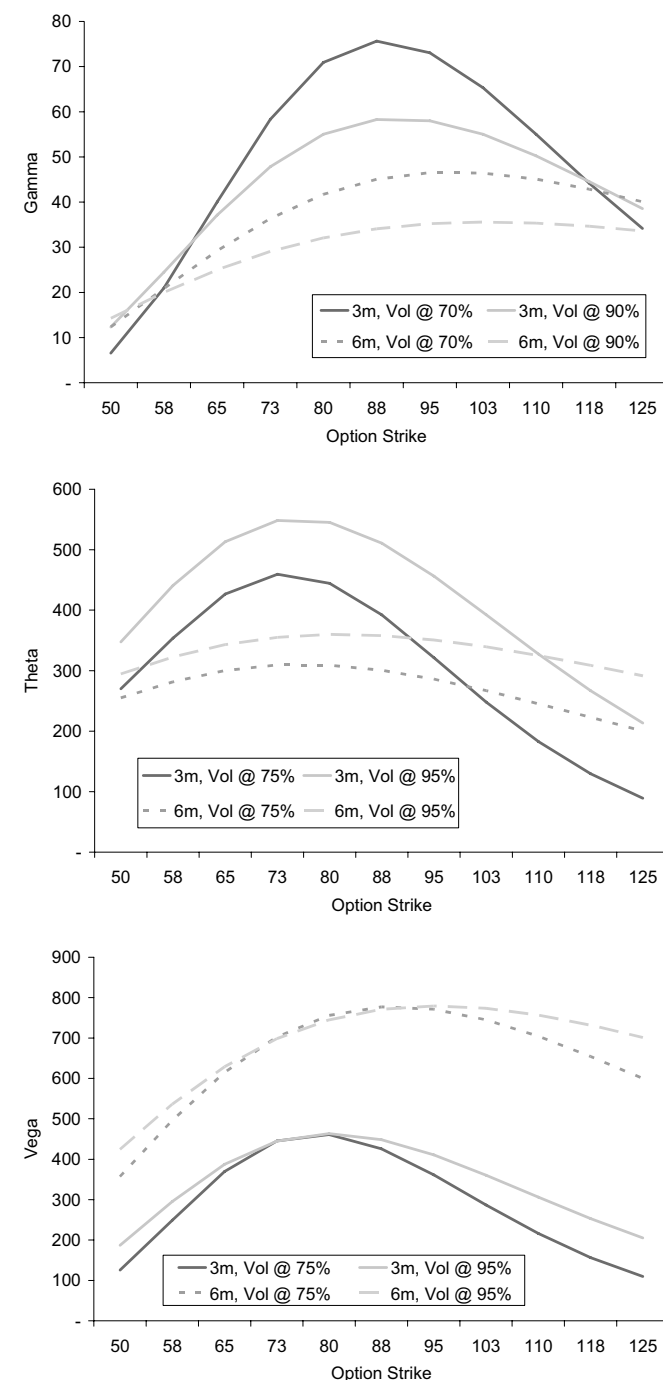 80
70
60
50
40
30
20
10
-
Gamma
3m, Vol @ 70% 3m, Vol @ 90%
6m, Vol @ 70% 6m, Vol @ 90%
50 58 65 73 80 88 95 103 110 118 125
Option Strike
600
500
400
300
200
100
-
Theta
3m, Vol @ 75% 3m, Vol @ 95%
6m, Vol @ 75% 6m, Vol @ 95%
50 58 65 73 80 88 95 103 110 118 125
Option Strike
900
800
700
600
500
400
300
200
100
-
Vega
3m, Vol @ 75% 3m, Vol @ 95%
6m, Vol @ 75% 6m, Vol @ 95%
50 58 65 73 80 88 95 103 110 118 125
Option Strike